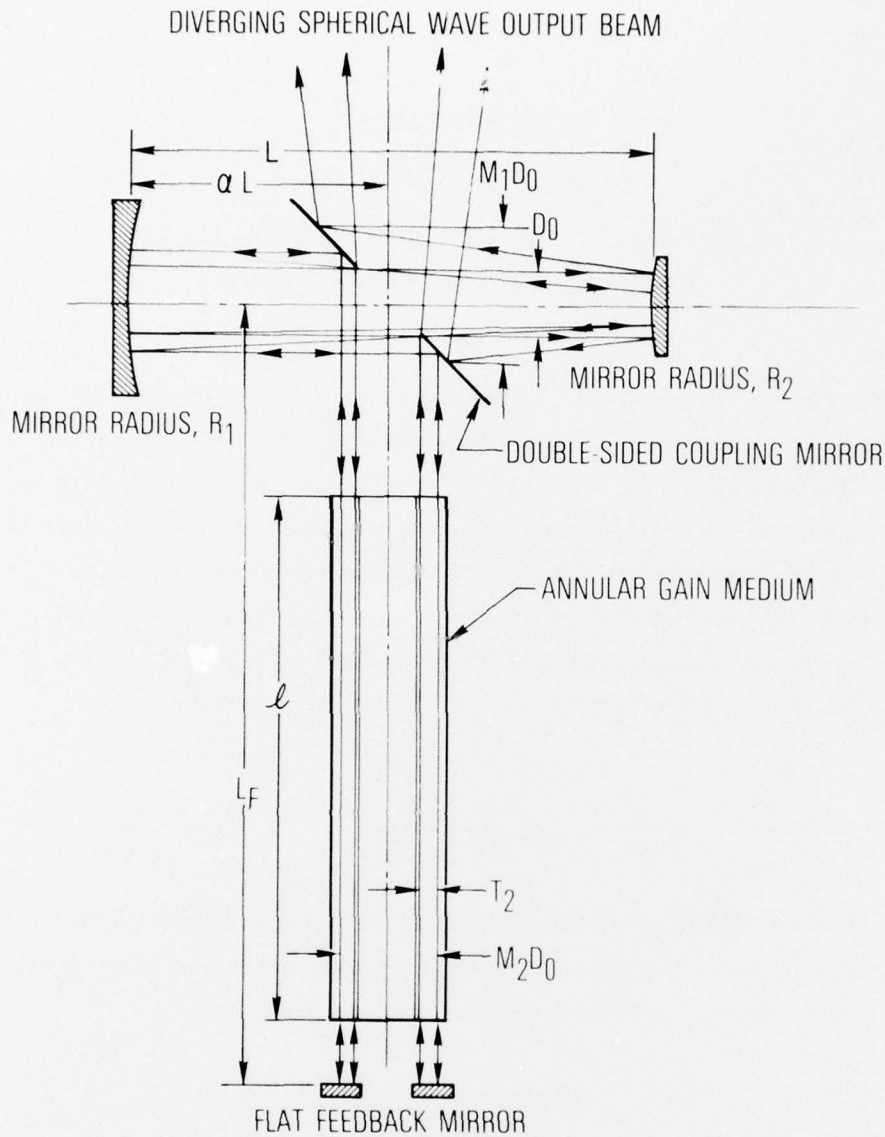 DIVERGING SPHERICAL WAVE OUTPUT BEAM
L
αL
M₁D₀
D₀
MIRROR RADIUS, R₁
MIRROR RADIUS, R₂
DOUBLE-SIDED COUPLING MIRROR
ANNULAR GAIN MEDIUM
ℓ
L_F
T₂
M₂D₀
FLAT FEEDBACK MIRROR